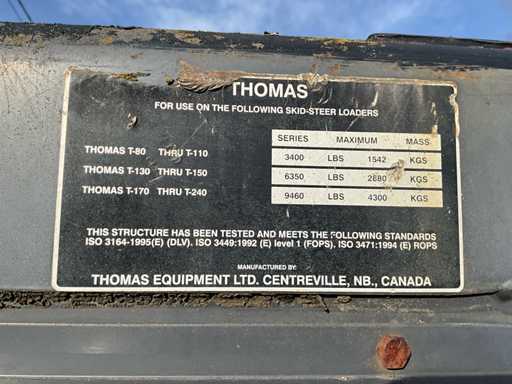 THOMAS
FOR USE ON THE FOLLOWING SKID-STEER LOADERS
SERIES MAXIMUM MASS
THOMAS T-80 THRU T-110 3400 LBS 1542 KGS
THOMAS T-130 THRU T-150 6350 LBS 2880 KGS
THOMAS T-170 THRU T-240 9460 LBS 4300 KGS
THIS STRUCTURE HAS BEEN TESTED AND MEETS THE FOLLOWING STANDARDS
ISO 3164-1995(E) (DLV). ISO 3449:1992 (E) level 1 (FOPS). ISO 3471:1994 (E) ROPS
MANUFACTURED BY:
THOMAS EQUIPMENT LTD. CENTREVILLE, NB., CANADA